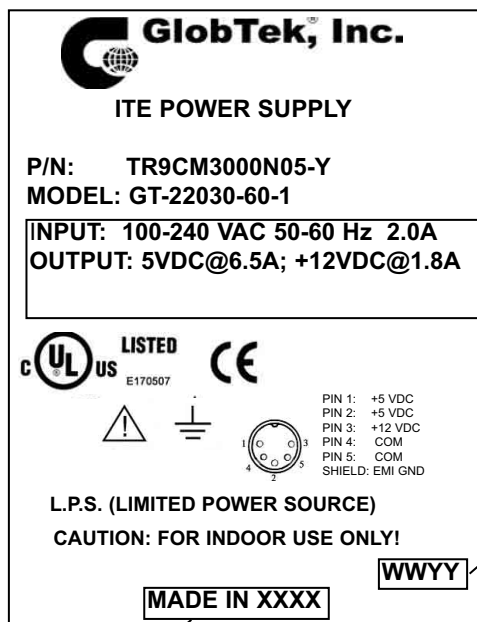 GlobTek,® Inc.
ITE POWER SUPPLY
P/N: TR9CM3000N05-Y
MODEL: GT-22030-60-1
INPUT: 100-240 VAC 50-60 Hz 2.0A
OUTPUT: 5VDC@6.5A; +12VDC@1.8A
C UL ® US LISTED
E170507
CE
PIN 1: +5 VDC
PIN 2: +5 VDC
PIN 3: +12 VDC
PIN 4: COM
PIN 5: COM
SHIELD: EMI GND
1 3
4 5
2
L.P.S. (LIMITED POWER SOURCE)
CAUTION: FOR INDOOR USE ONLY!
WWYY
MADE IN XXXX